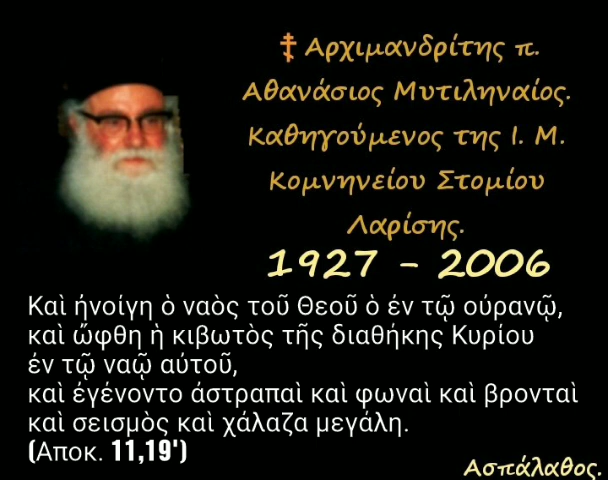 ‡ Αρχιμανδρίτης π.
Αθανάσιος Μυτιληναίος.
Καθηγούμενος της Ι. Μ.
Κομνηνείου Στομίου
Λαρίσης.
1927 - 2006
Καὶ ἠνοίγη ὁ ναὸς τοῦ Θεοῦ ὁ ἐν τῷ οὐρανῷ,
καὶ ὤφθη ἡ κιβωτὸς τῆς διαθήκης Κυρίου
ἐν τῷ ναῷ αὐτοῦ,
καὶ ἐγένοντο ἀστραπαὶ καὶ φωναὶ καὶ βρονταὶ
καὶ σεισμὸς καὶ χάλαζα μεγάλη.
(Αποκ. 11,19')
Ασπάλαθος.